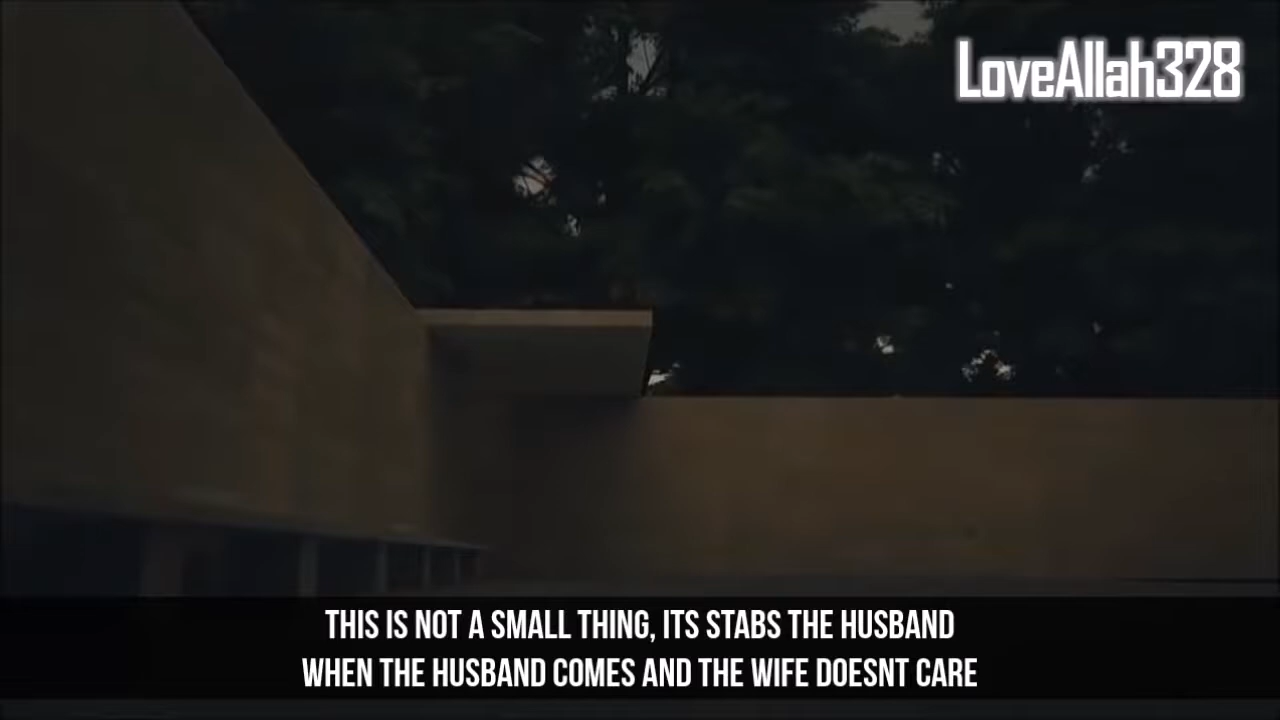 LoveAllah328
THIS IS NOT A SMALL THING, ITS STABS THE HUSBAND
WHEN THE HUSBAND COMES AND THE WIFE DOESNT CARE